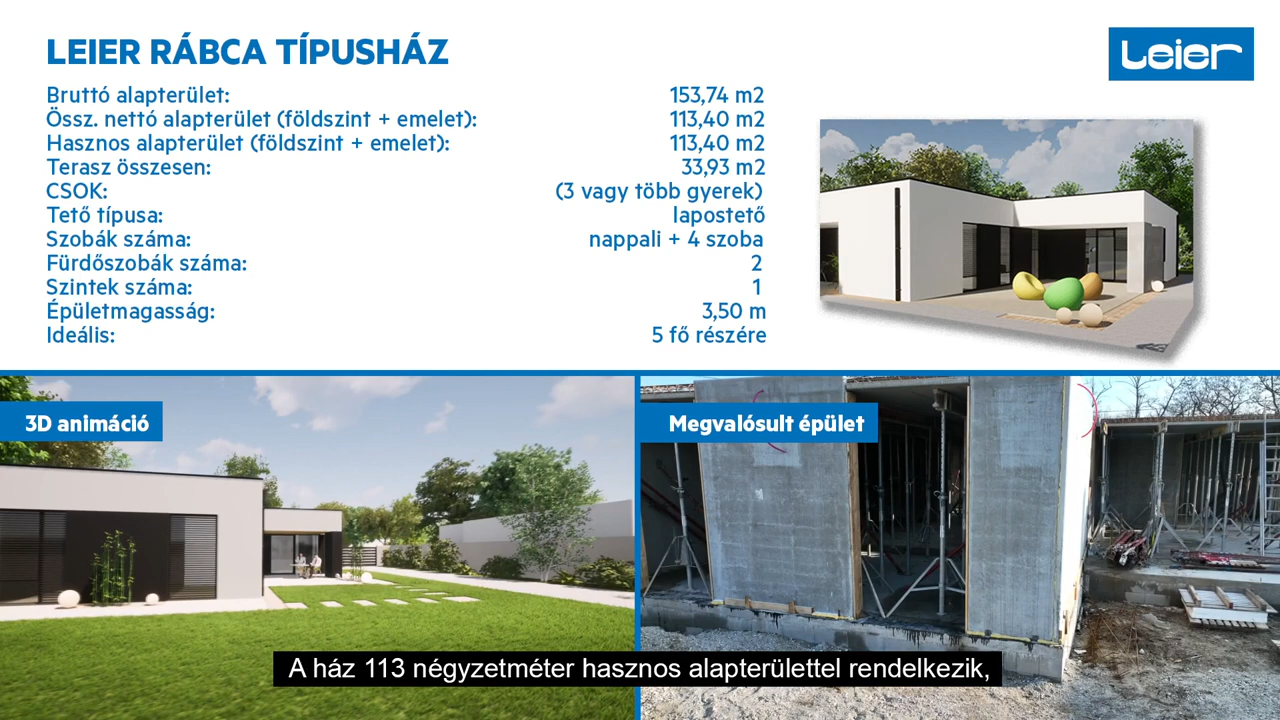 LEIER RÁBCA TÍPUSHÁZ
Leier
Bruttó alapterület: 153,74 m2
Össz. nettó alapterület (földszint + emelet): 113,40 m2
Hasznos alapterület (földszint + emelet): 113,40 m2
Terasz összesen: 33,93 m2
CSOK: (3 vagy több gyerek)
Tető típusa: lapostető
Szobák száma: nappali + 4 szoba
Fürdőszobák száma: 2
Szintek száma: 1
Épületmagasság: 3,50 m
Ideális: 5 fő részére
3D animáció
Megvalósult épület
A ház 113 négyzetméter hasznos alapterülettel rendelkezik,